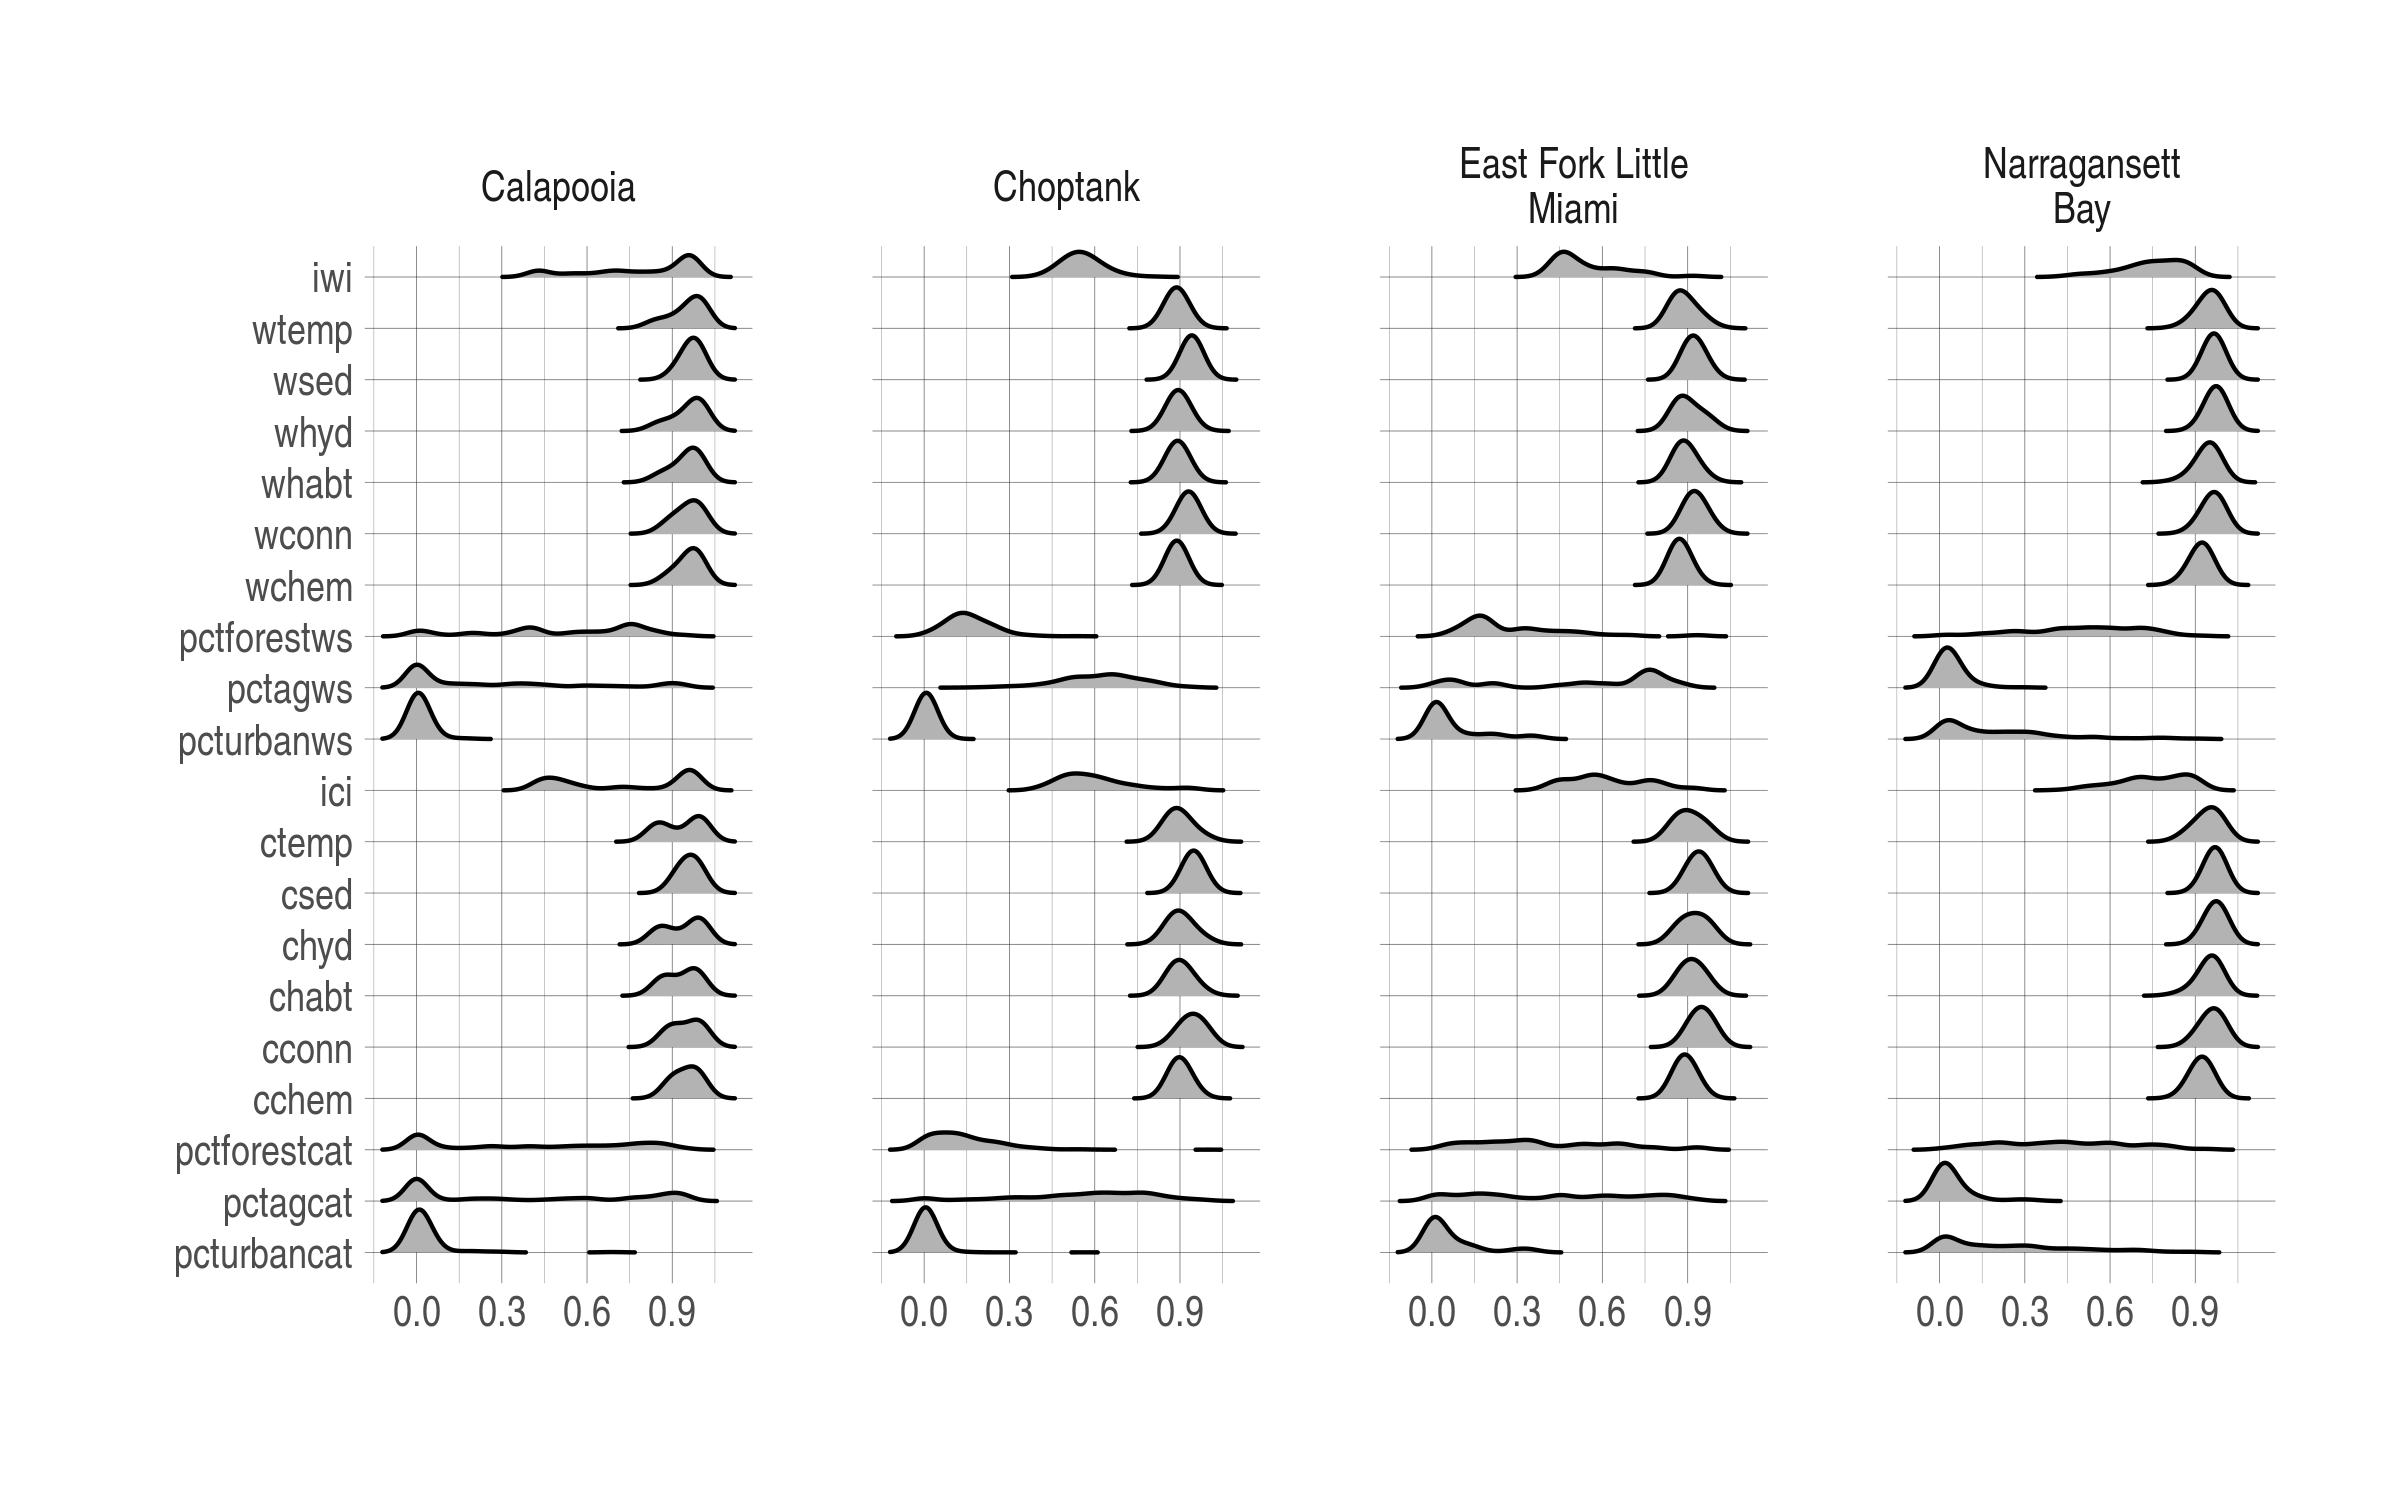 Calapooia
Choptank
East Fork Little
Miami
Narragansett
Bay
iwi
wtemp
wsed
whyd
whabt
wconn
wchem
pctforestws
pctagws
pcturbanws
ici
ctemp
csed
chyd
chabt
cconn
cchem
pctforestcat
pctagcat
pcturbancat
0.0 0.3 0.6 0.9
0.0 0.3 0.6 0.9
0.0 0.3 0.6 0.9
0.0 0.3 0.6 0.9